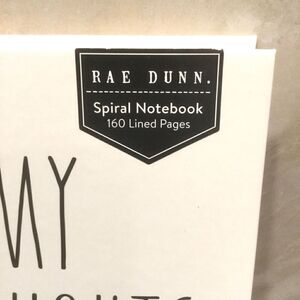 RAE DUNN.
Spiral Notebook
160 Lined Pages
MY